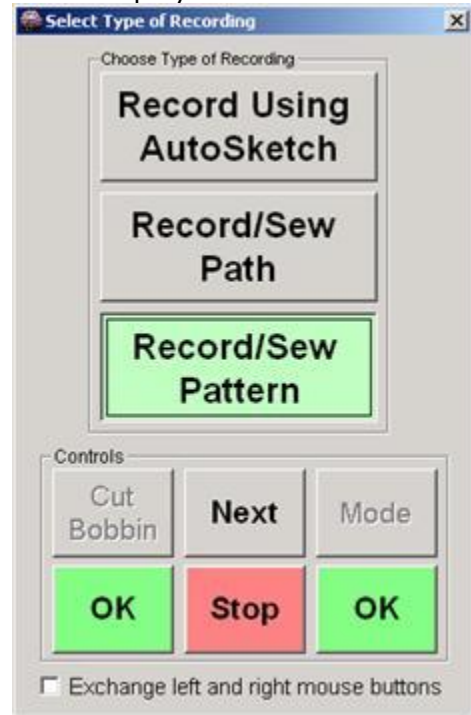 Select Type of Recording
Choose Type of Recording
Record Using
AutoSketch
Record/Sew
Path
Record/Sew
Pattern
Controls
Cut
Bobbin
Next
Mode
OK
Stop
OK
Exchange left and right mouse buttons